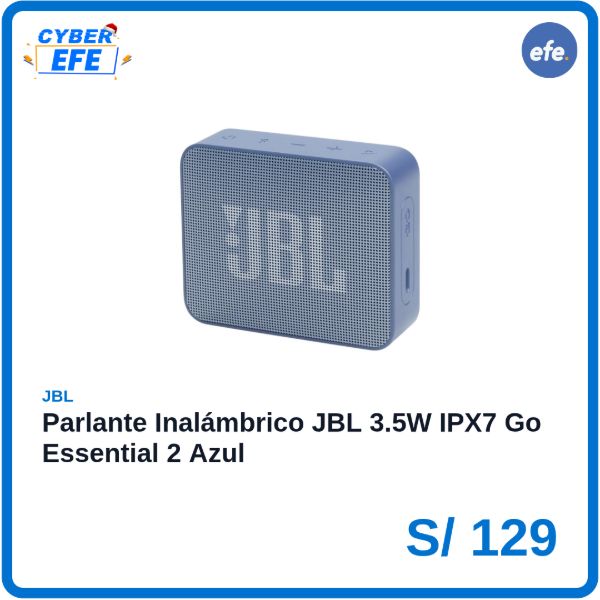 CYBER
EFE
efe.
JBL
JBL
Parlante Inalámbrico JBL 3.5W IPX7 Go
Essential 2 Azul
S/ 129